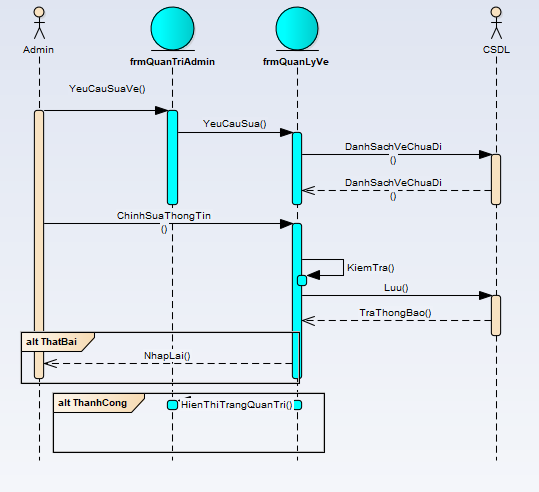 Admin
frmQuanTriAdmin
frmQuanLyVe
CSDL
YeuCauSuaVe()
YeuCauSua()
DanhSachVeChuaDi
()
DanhSachVeChuaDi
()
ChinhSuaThongTin
()
KiemTra()
Luu()
TraThongBao()
alt ThatBai
NhapLai()
alt ThanhCong
HienThiTrangQuanTri()